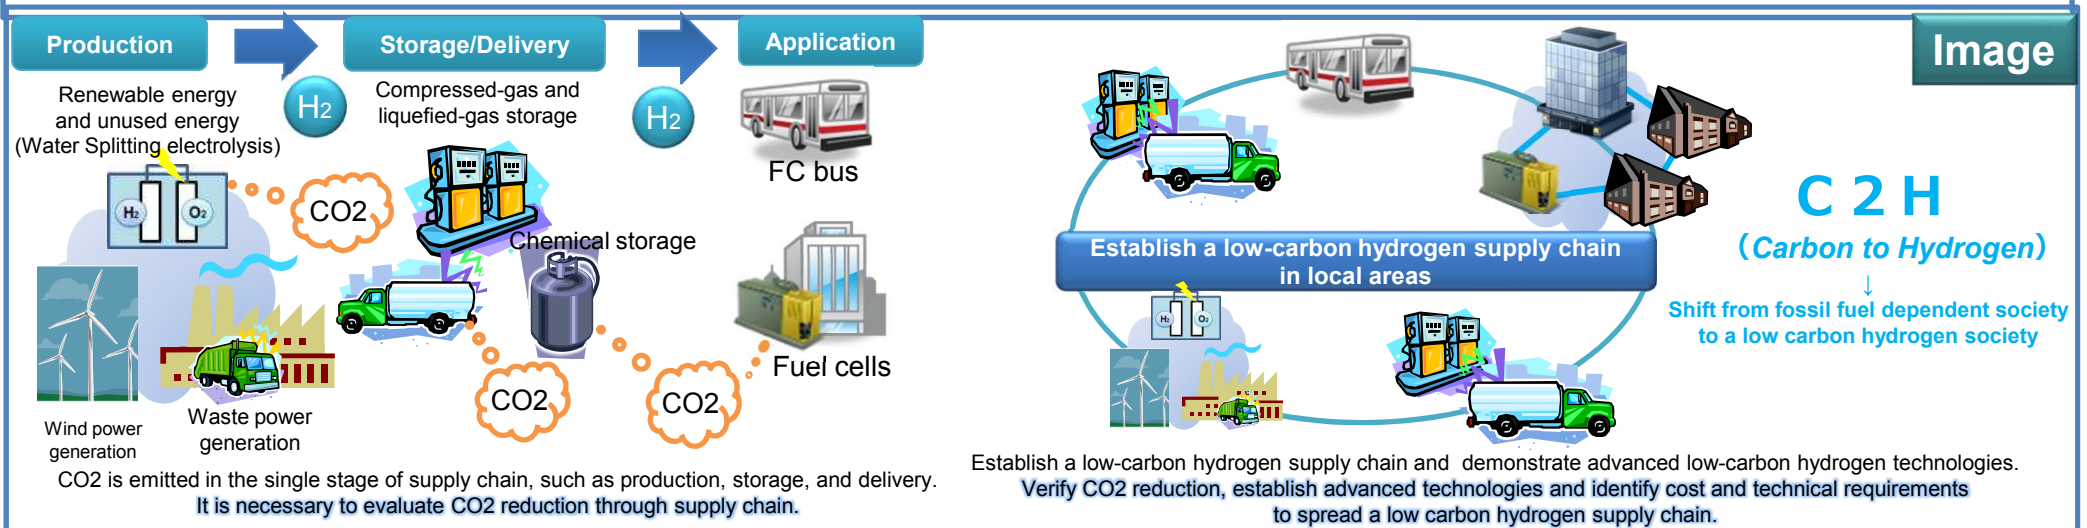 Production
Storage/Delivery
Application
Image
Renewable energy
and unused energy
(Water Splitting electrolysis)
H2
Compressed-gas and
liquefied-gas storage
H2
FC bus
H2
O2
CO2
Chemical storage
Wind power
generation
Waste power
generation
CO2
CO2
Fuel cells
CO2 is emitted in the single stage of supply chain, such as production, storage, and delivery.
It is necessary to evaluate CO2 reduction through supply chain.
Establish a low-carbon hydrogen supply chain
in local areas
H2
O2
C 2 H
(Carbon to Hydrogen)
↓
Shift from fossil fuel dependent society
to a low carbon hydrogen society
Establish a low-carbon hydrogen supply chain and demonstrate advanced low-carbon hydrogen technologies.
Verify CO2 reduction, establish advanced technologies and identify cost and technical requirements
to spread a low carbon hydrogen supply chain.